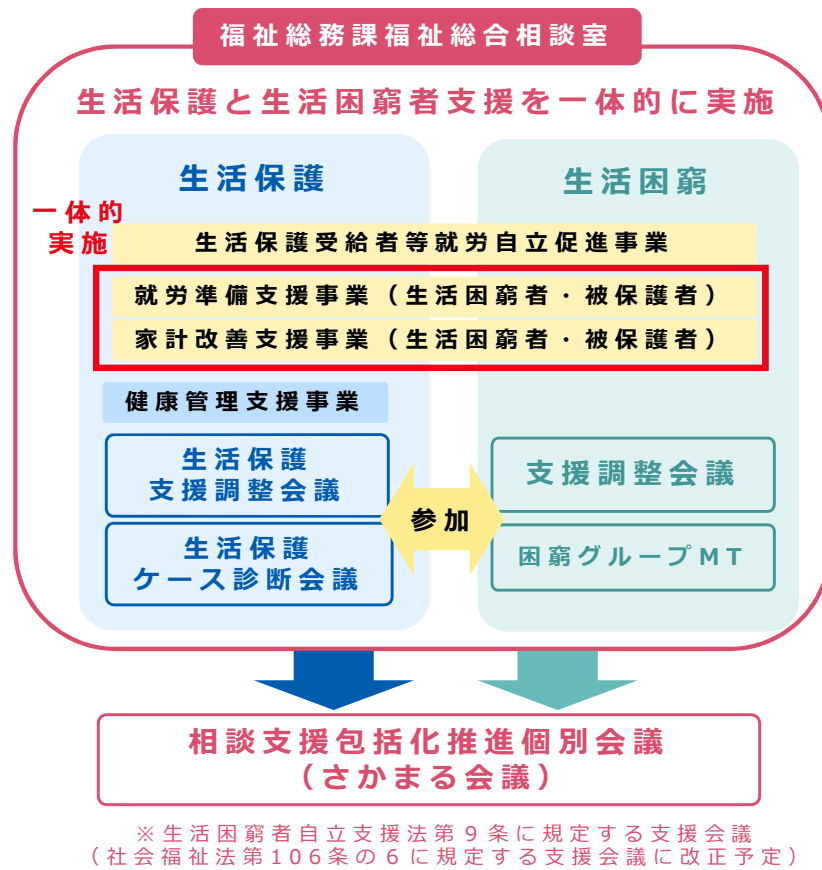 福祉総務課福祉総合相談室
生活保護と生活困窮者支援を一体的に実施
生活保護
生活困窮
一体的
実施
生活保護受給者等就労自立促進事業
就労準備支援事業（生活困窮者・被保護者）
家計改善支援事業（生活困窮者・被保護者）
健康管理支援事業
生活保護
支援調整会議
生活保護
ケース診断会議
参加
支援調整会議
困窮グループMT
相談支援包括化推進個別会議
（さかまる会議）
※生活困窮者自立支援法第９条に規定する支援会議
（社会福祉法第106条の６に規定する支援会議に改正予定）